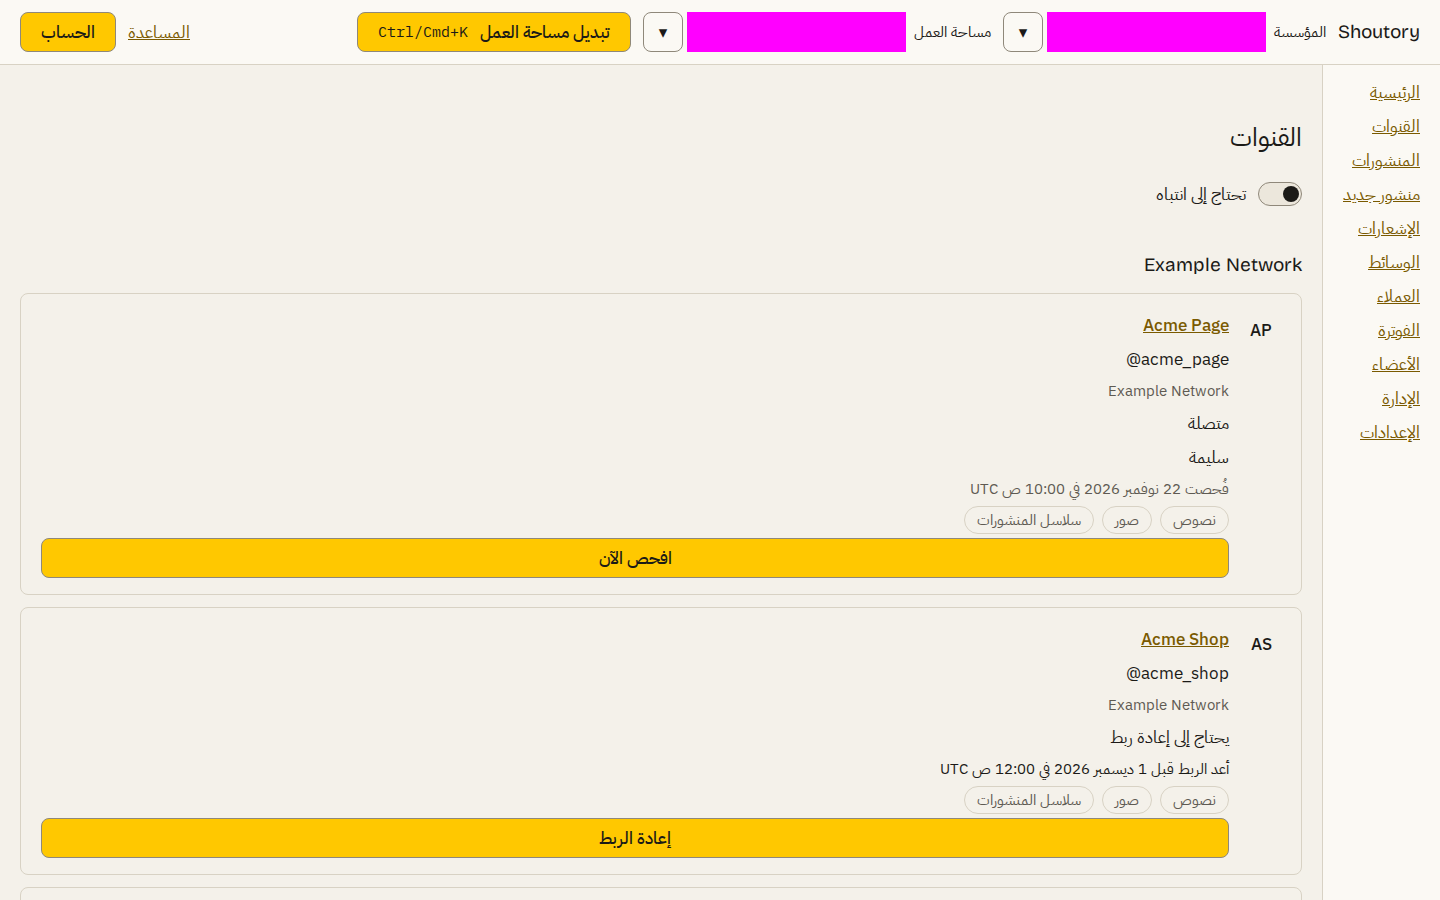 Shoutory
المؤسسة
▼
مساحة العمل
▼
تبديل مساحة العمل Ctrl/Cmd+K
المساعدة
الحساب
الرئيسية
القنوات
المنشورات
منشور جديد
الإشعارات
الوسائط
العملاء
الفوترة
الأعضاء
الإدارة
الإعدادات
القنوات
تحتاج إلى انتباه
Example Network
AP
Acme Page
@acme_page
Example Network
متصلة
سليمة
فُحصت 22 نوفمبر 2026 في 10:00 ص UTC
نصوص
صور
سلاسل المنشورات
افحص الآن
AS
Acme Shop
@acme_shop
Example Network
يحتاج إلى إعادة ربط
أعد الربط قبل 1 ديسمبر 2026 في 12:00 ص UTC
نصوص
صور
سلاسل المنشورات
إعادة الربط